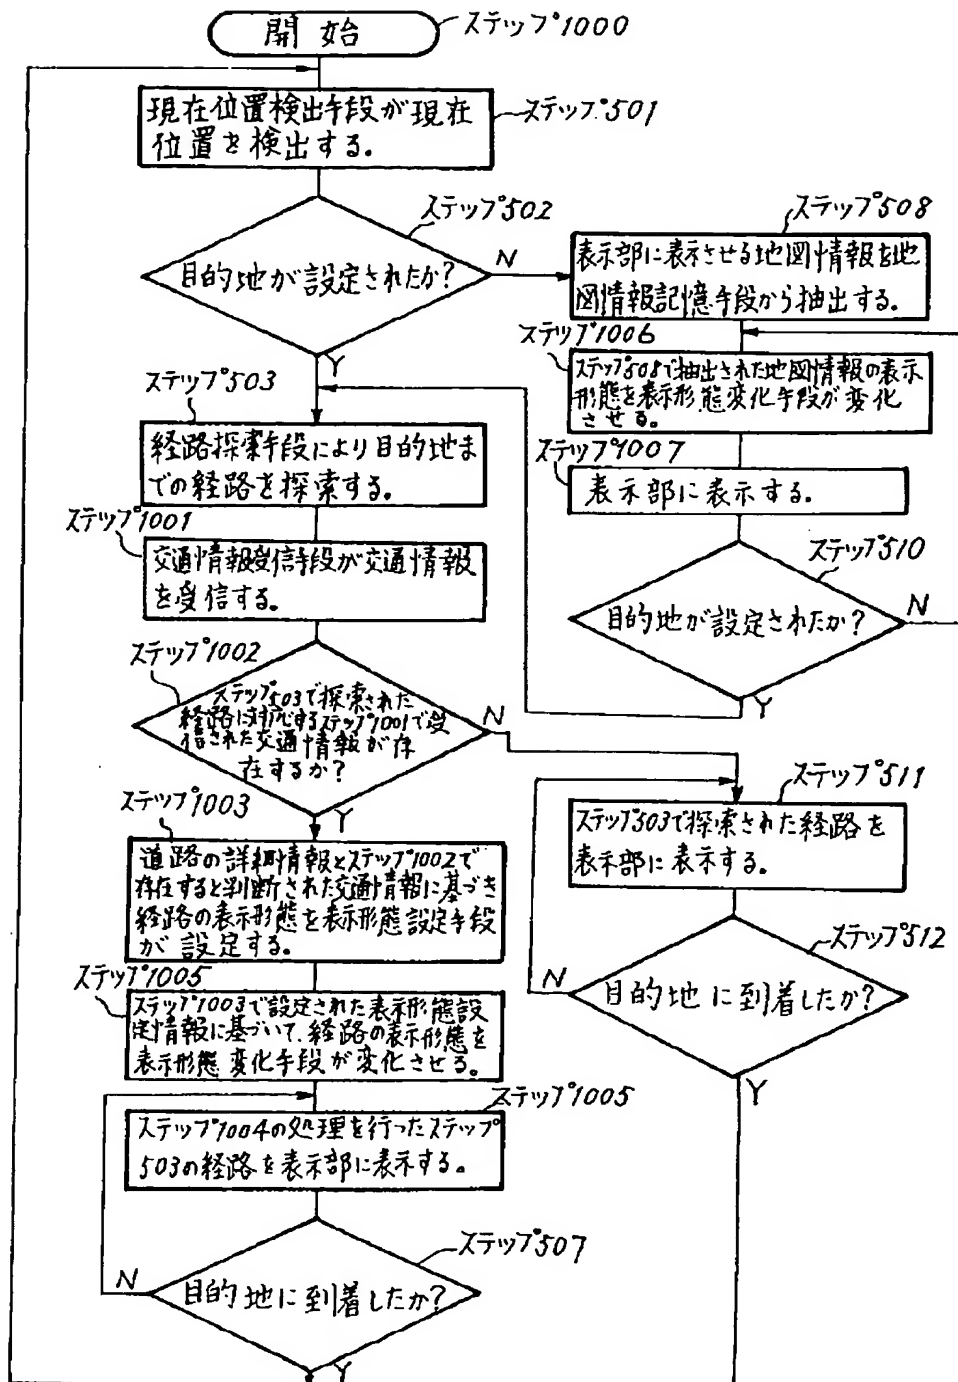 開始
ステップ1000
現在位置検出手段が現在
位置を検出する。
ステップ501
ステップ502
目的地が設定されたか?
N
Y
ステップ508
表示部に表示させる地図情報を地
図情報記憶手段から抽出する。
ステップ1006
ステップ508で抽出された地図情報の表示
形態を表示形態変化手段が変化
させる。
ステップ1007
表示部に表示する。
ステップ510
目的地が設定されたか?
N
Y
ステップ503
経路探索手段により目的地ま
での経路を探索する。
ステップ1001
交通情報受信手段が交通情報
を受信する。
ステップ1002
ステップ503で探索された
経路に対応するステップ1001で受
信された交通情報が存
在するか?
N
Y
ステップ511
ステップ503で探索された経路を
表示部に表示する。
ステップ512
目的地に到着したか?
N
Y
ステップ1003
道路の詳細情報とステップ1002で
存在すると判断された交通情報に基づき
経路の表示形態を表示形態設定手段
が設定する。
ステップ1005
ステップ1003で設定された表示形態設
定情報に基づいて、経路の表示形態を
表示形態変化手段が変化させる。
ステップ1005
ステップ1004の処理を行ったステップ
503の経路を表示部に表示する。
ステップ507
目的地に到着したか?
N
Y